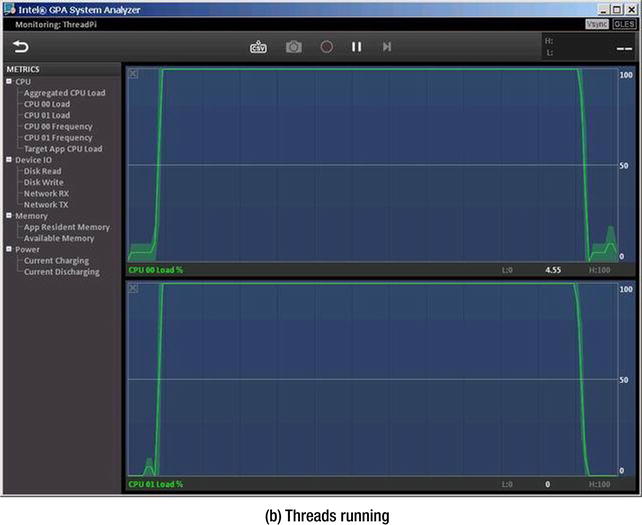 Intel® GPA System Analyzer
Monitoring: ThreadPi
Vsync GLES
CSV
H: --
L:
METRICS
CPU
Aggregated CPU Load
CPU 00 Load
CPU 01 Load
CPU 00 Frequency
CPU 01 Frequency
Target App CPU Load
Device IO
Disk Read
Disk Write
Network RX
Network TX
Memory
App Resident Memory
Available Memory
Power
Current Charging
Current Discharging
100
50
0
CPU 00 Load % L:0 4.55 H:100
100
50
0
CPU 01 Load % L:0 0 H:100
(b) Threads running